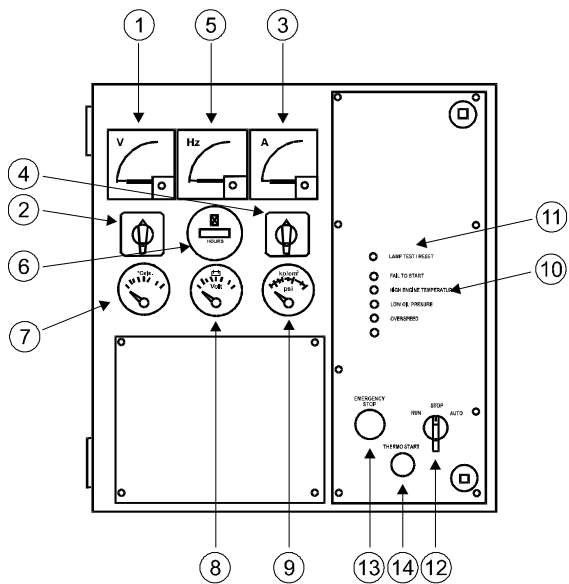 1 5 3
V Hz A
4
2
HOURS
6
11
LAMP TEST / RESET
10
FAIL TO START
°Cels.
Volt
kp/cm²
psi
HIGH ENGINE TEMPERATURE
LOW OIL PRESURE
OVERSPEED
7
EMERGENCY
STOP
STOP
RUN
AUTO
THERMO START
8 9 13 14 12